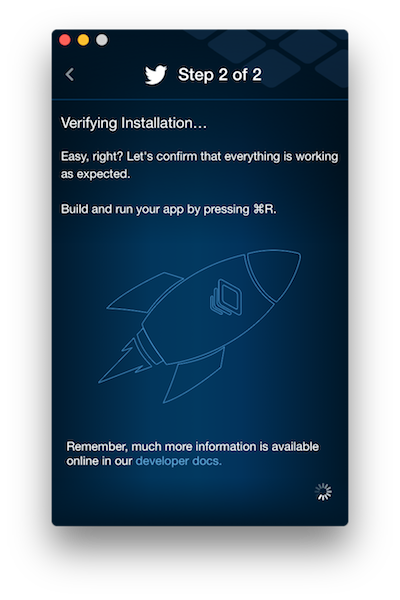 Step 2 of 2
Verifying Installation…
Easy, right? Let's confirm that everything is working
as expected.
Build and run your app by pressing ⌘R.
Remember, much more information is available
online in our developer docs.